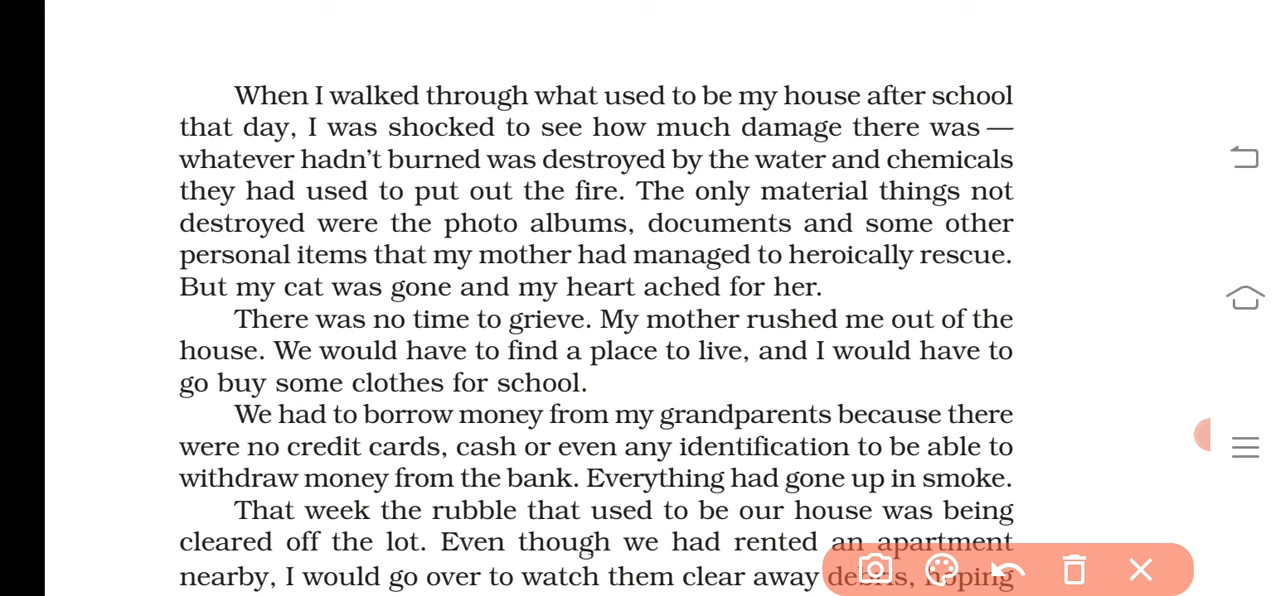 When I walked through what used to be my house after school
that day, I was shocked to see how much damage there was —
whatever hadn't burned was destroyed by the water and chemicals
they had used to put out the fire. The only material things not
destroyed were the photo albums, documents and some other
personal items that my mother had managed to heroically rescue.
But my cat was gone and my heart ached for her.
There was no time to grieve. My mother rushed me out of the
house. We would have to find a place to live, and I would have to
go buy some clothes for school.
We had to borrow money from my grandparents because there
were no credit cards, cash or even any identification to be able to
withdraw money from the bank. Everything had gone up in smoke.
That week the rubble that used to be our house was being
cleared off the lot. Even though we had rented an apartment
nearby, I would go over to watch them clear away debris, hoping